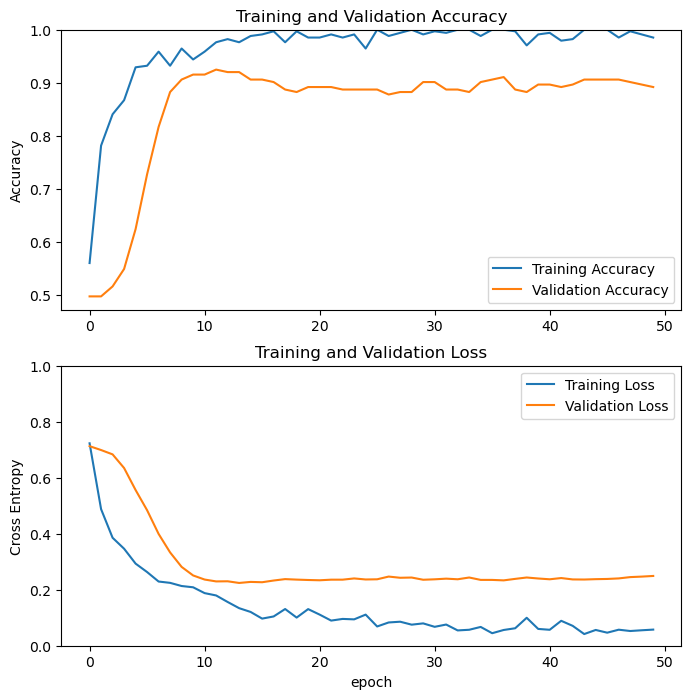 Training and Validation Accuracy
1.0
0.9
0.8
0.7
0.6
0.5
Accuracy
Training Accuracy
Validation Accuracy
0 10 20 30 40 50
Training and Validation Loss
1.0
0.8
0.6
0.4
0.2
0.0
Cross Entropy
Training Loss
Validation Loss
0 10 20 30 40 50
epoch